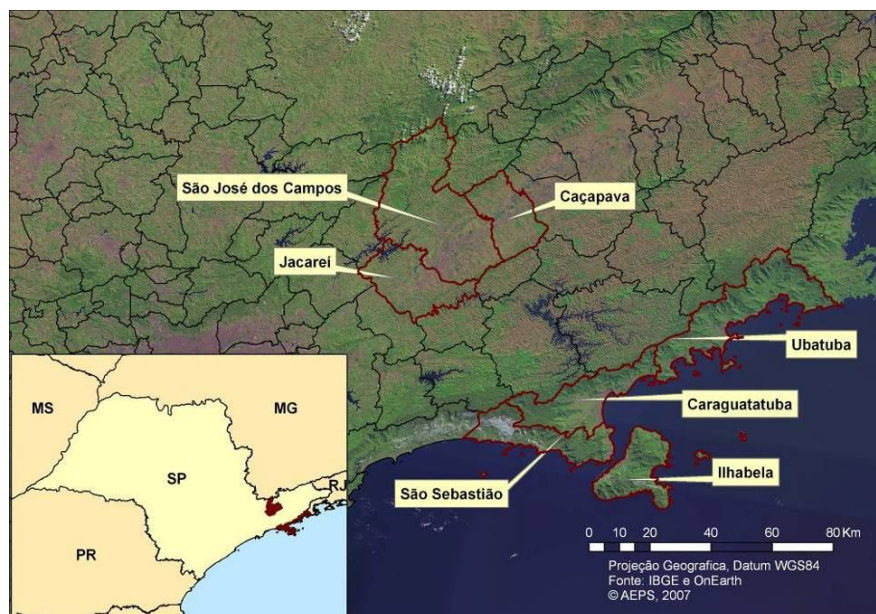 São José dos Campos
Caçapava
Jacareí
Ubatuba
Caraguatatuba
Ilhabela
São Sebastião
MS
MG
SP
RJ
PR
0 10 20 40 60 80 Km
Projeção Geografica, Datum WGS84
Fonte: IBGE e OnEarth
© AEPS, 2007